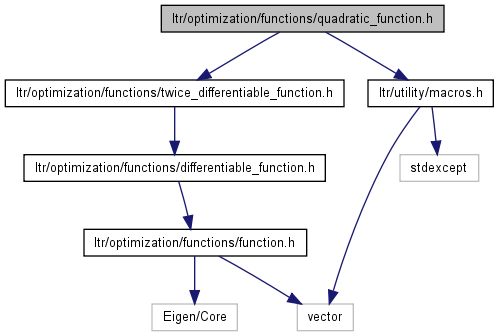 ltr/optimization/functions/quadratic_function.h
ltr/optimization/functions/twice_differentiable_function.h
ltr/utility/macros.h
ltr/optimization/functions/differentiable_function.h
stdexcept
ltr/optimization/functions/function.h
Eigen/Core
vector